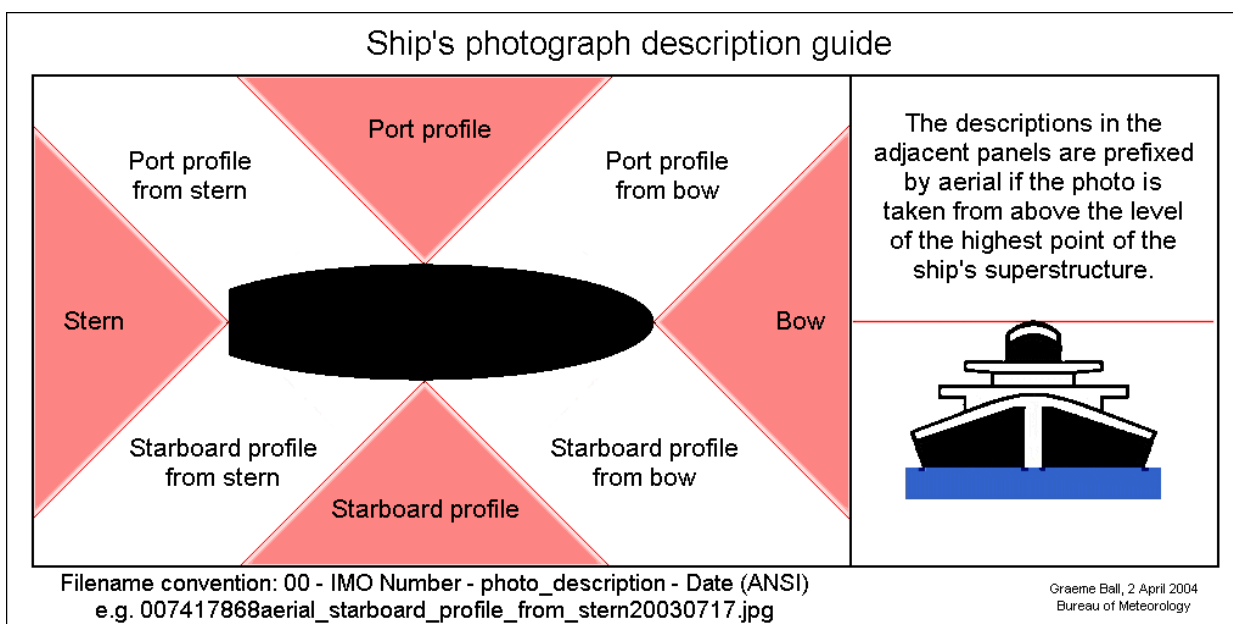 Ship's photograph description guide
Port profile
Port profile
from stern
Port profile
from bow
Stern
Bow
Starboard profile
from stern
Starboard profile
from bow
Starboard profile
The descriptions in the
adjacent panels are prefixed
by aerial if the photo is
taken from above the level
of the highest point of the
ship's superstructure.
Filename convention: 00 - IMO Number - photo_description - Date (ANSI)
e.g. 007417868aerial_starboard_profile_from_stern20030717.jpg
Graeme Ball, 2 April 2004
Bureau of Meteorology